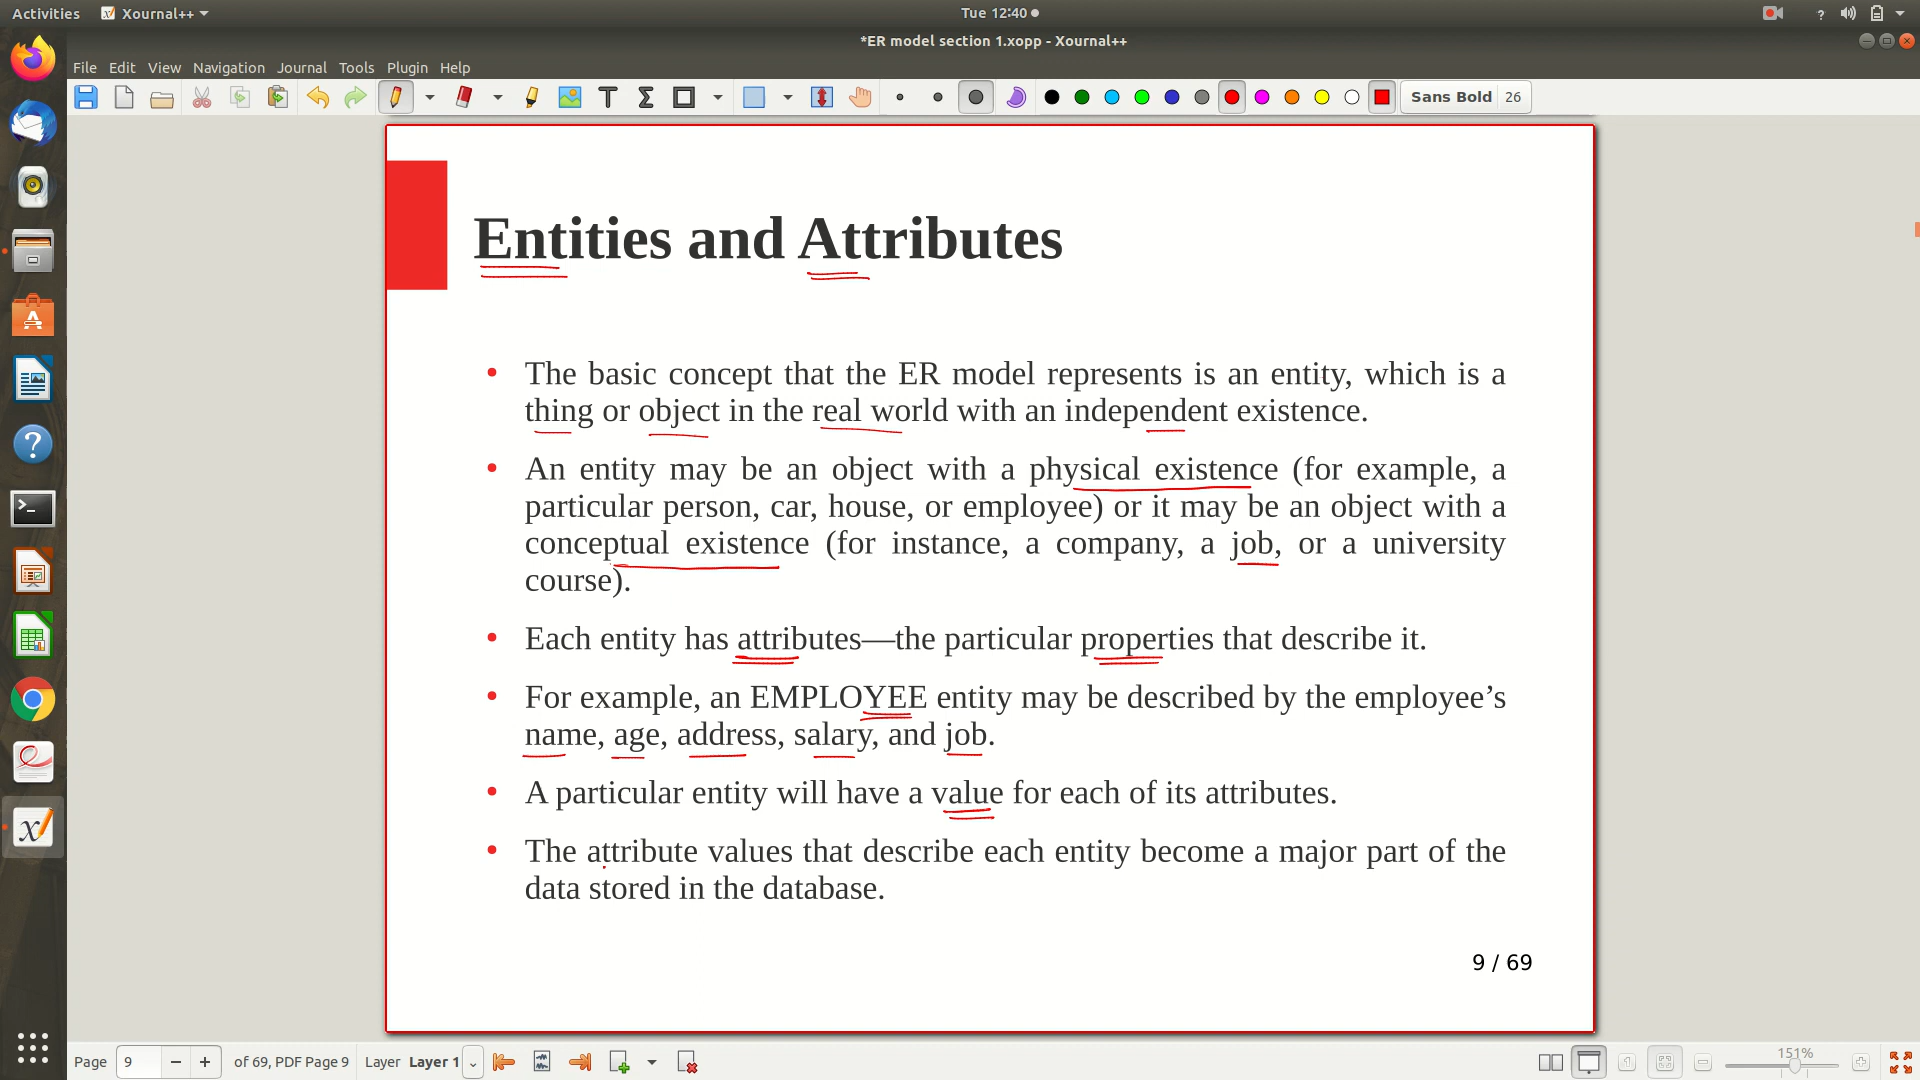 Activities Xournal++ Tue 12:40
*ER model section 1.xopp - Xournal++
File Edit View Navigation Journal Tools Plugin Help
Sans Bold 26
Entities and Attributes
• The basic concept that the ER model represents is an entity, which is a
thing or object in the real world with an independent existence.
• An entity may be an object with a physical existence (for example, a
particular person, car, house, or employee) or it may be an object with a
conceptual existence (for instance, a company, a job, or a university
course).
• Each entity has attributes—the particular properties that describe it.
• For example, an EMPLOYEE entity may be described by the employee’s
name, age, address, salary, and job.
• A particular entity will have a value for each of its attributes.
• The attribute values that describe each entity become a major part of the
data stored in the database.
9 / 69
Page 9 of 69, PDF Page 9 Layer Layer 1 151%